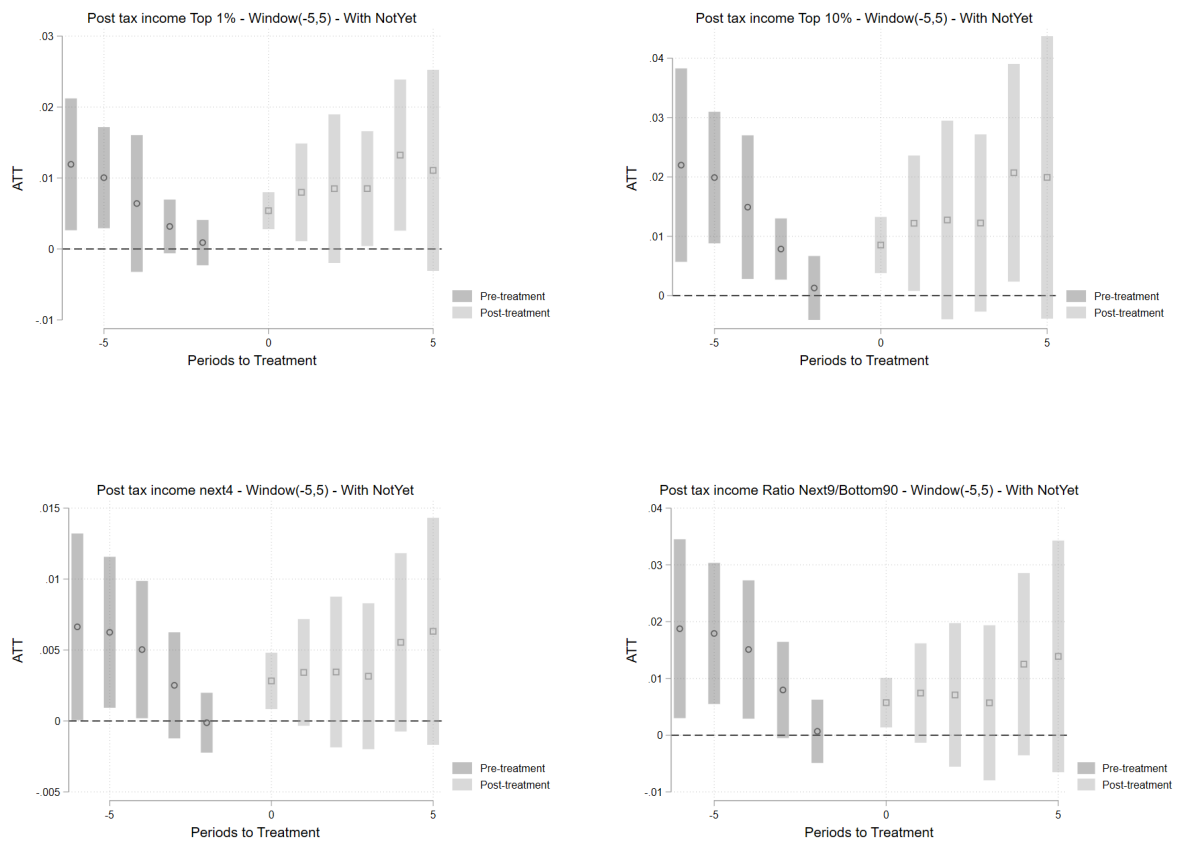 Post tax income Top 1% - Window(-5,5) - With NotYet
.03
.02
.01
0
-.01
ATT
-5
0
5
Periods to Treatment
Pre-treatment
Post-treatment
Post tax income Top 10% - Window(-5,5) - With NotYet
.04
.03
.02
.01
0
ATT
-5
0
5
Periods to Treatment
Pre-treatment
Post-treatment
Post tax income next4 - Window(-5,5) - With NotYet
.015
.01
.005
0
-.005
ATT
-5
0
5
Periods to Treatment
Pre-treatment
Post-treatment
Post tax income Ratio Next9/Bottom90 - Window(-5,5) - With NotYet
.04
.03
.02
.01
0
-.01
ATT
-5
0
5
Periods to Treatment
Pre-treatment
Post-treatment